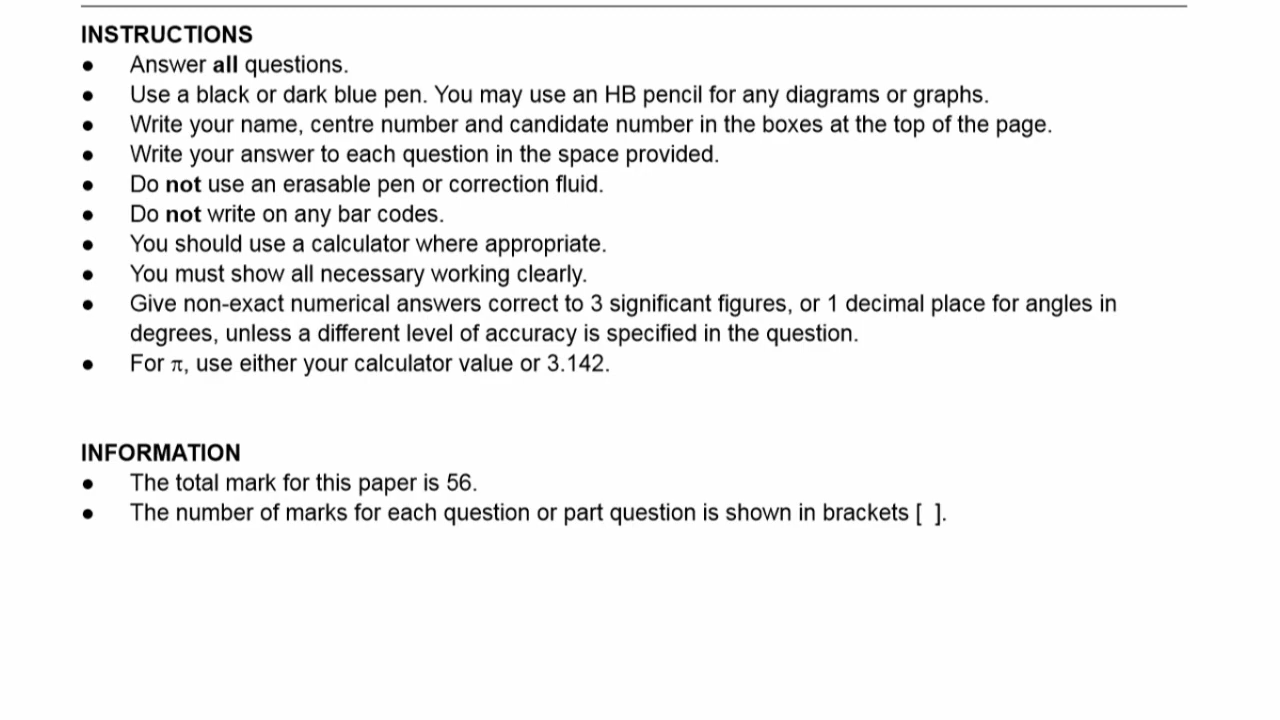 INSTRUCTIONS
● Answer all questions.
● Use a black or dark blue pen. You may use an HB pencil for any diagrams or graphs.
● Write your name, centre number and candidate number in the boxes at the top of the page.
● Write your answer to each question in the space provided.
● Do not use an erasable pen or correction fluid.
● Do not write on any bar codes.
● You should use a calculator where appropriate.
● You must show all necessary working clearly.
● Give non-exact numerical answers correct to 3 significant figures, or 1 decimal place for angles in
degrees, unless a different level of accuracy is specified in the question.
● For π, use either your calculator value or 3.142.
INFORMATION
● The total mark for this paper is 56.
● The number of marks for each question or part question is shown in brackets [ ].